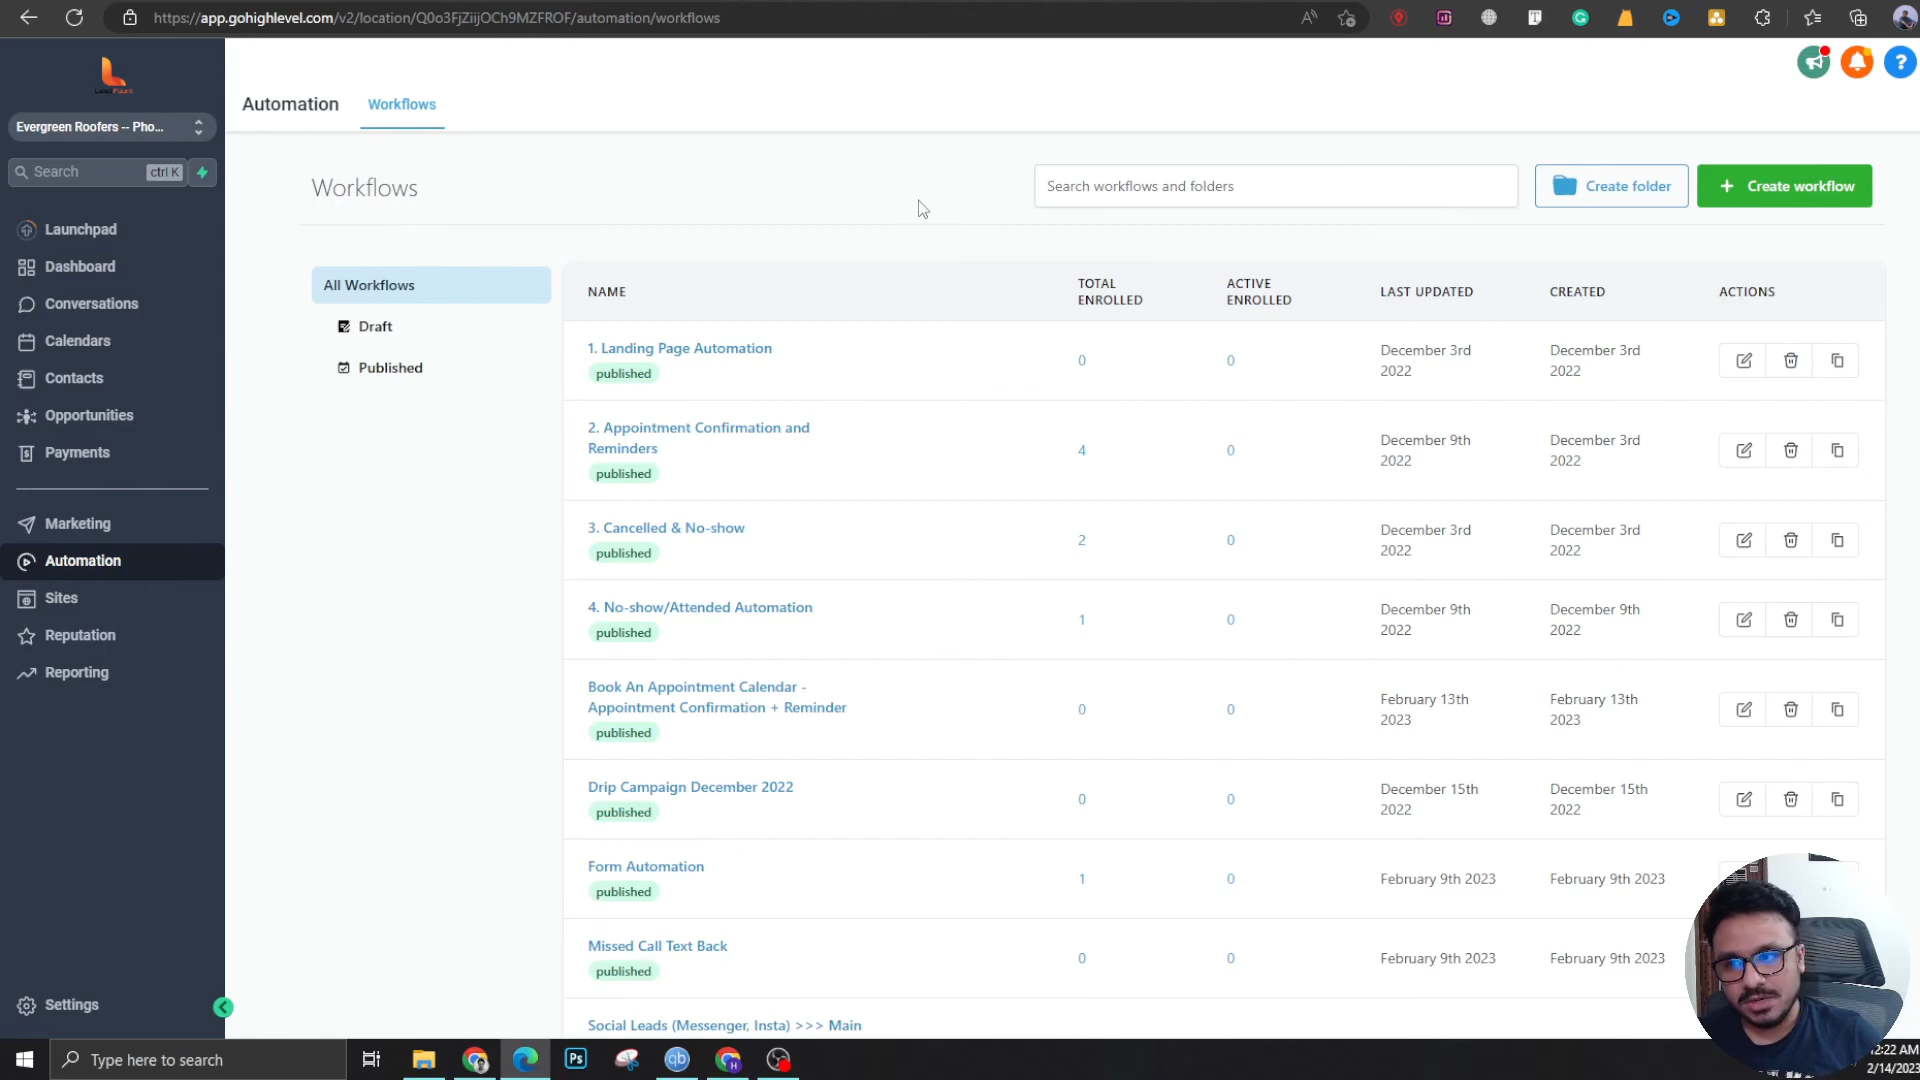 https://app.gohighlevel.com/v2/location/Q0o3FjZiijOCh9MZFROF/automation/workflows
Automation
Workflows
Evergreen Roofers -- Pho...
Search
ctrl K
Launchpad
Dashboard
Conversations
Calendars
Contacts
Opportunities
Payments
Marketing
Automation
Sites
Reputation
Reporting
Settings
Workflows
Search workflows and folders
Create folder
+ Create workflow
All Workflows
Draft
Published
NAME
TOTAL ENROLLED
ACTIVE ENROLLED
LAST UPDATED
CREATED
ACTIONS
1. Landing Page Automation
published
0
0
December 3rd 2022
December 3rd 2022
2. Appointment Confirmation and
Reminders
published
4
0
December 9th 2022
December 3rd 2022
3. Cancelled & No-show
published
2
0
December 3rd 2022
December 3rd 2022
4. No-show/Attended Automation
published
1
0
December 9th 2022
December 9th 2022
Book An Appointment Calendar -
Appointment Confirmation + Reminder
published
0
0
February 13th 2023
February 13th 2023
Drip Campaign December 2022
published
0
0
December 15th 2022
December 15th 2022
Form Automation
published
1
0
February 9th 2023
February 9th 2023
Missed Call Text Back
published
0
0
February 9th 2023
February 9th 2023
Social Leads (Messenger, Insta) >>> Main
Type here to search
Ps
qb
H
12:22 AM
2/14/2023